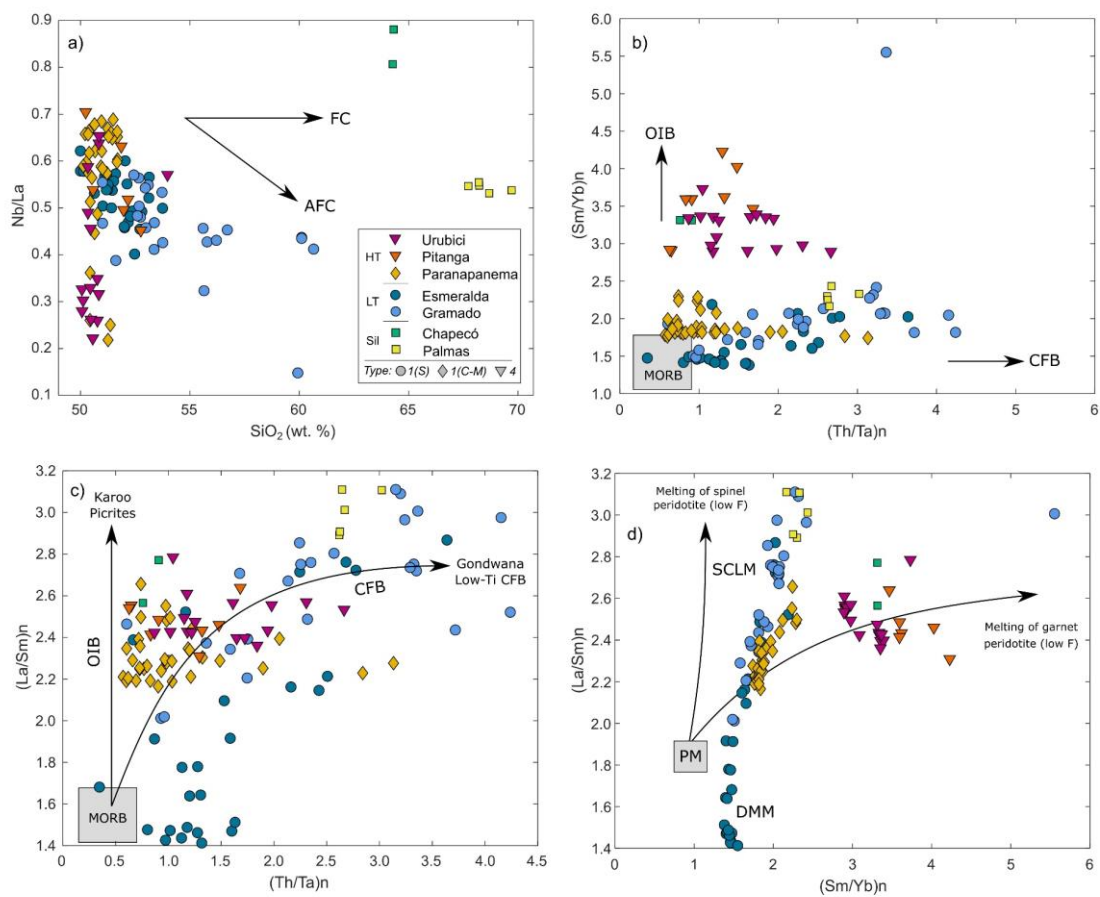 a)
0.9
0.8
0.7
0.6
0.5
0.4
0.3
0.2
0.1
Nb/La
FC
AFC
HT
Urubici
Pitanga
Paranapanema
LT
Esmeralda
Gramado
Sil
Chapecó
Palmas
Type: 1(S) 1(C-M) 4
50 55 60 65 70
SiO2 (wt. %)
b)
6.0
5.5
5.0
4.5
4.0
3.5
3.0
2.5
2.0
1.5
1.0
(Sm/Yb)n
OIB
MORB
CFB
0 1 2 3 4 5 6
(Th/Ta)n
c)
3.2
3.0
2.8
2.6
2.4
2.2
2.0
1.8
1.6
1.4
(La/Sm)n
Karoo
Picrites
OIB
CFB
Gondwana
Low-Ti CFB
MORB
0 0.5 1.0 1.5 2.0 2.5 3.0 3.5 4.0 4.5
(Th/Ta)n
d)
3.2
3.0
2.8
2.6
2.4
2.2
2.0
1.8
1.6
1.4
(La/Sm)n
Melting of spinel
peridotite (low F)
SCLM
Melting of garnet
peridotite (low F)
PM
DMM
0 1 2 3 4 5 6
(Sm/Yb)n